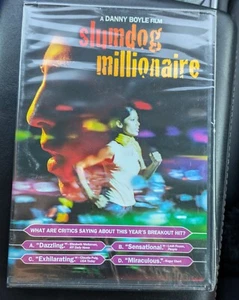 A DANNY BOYLE FILM
slumdog
millionaire
WHAT ARE CRITICS SAYING ABOUT THIS YEAR'S BREAKOUT HIT?
A. "Dazzling."
B. "Sensational."
C. "Exhilarating."
D. "Miraculous."